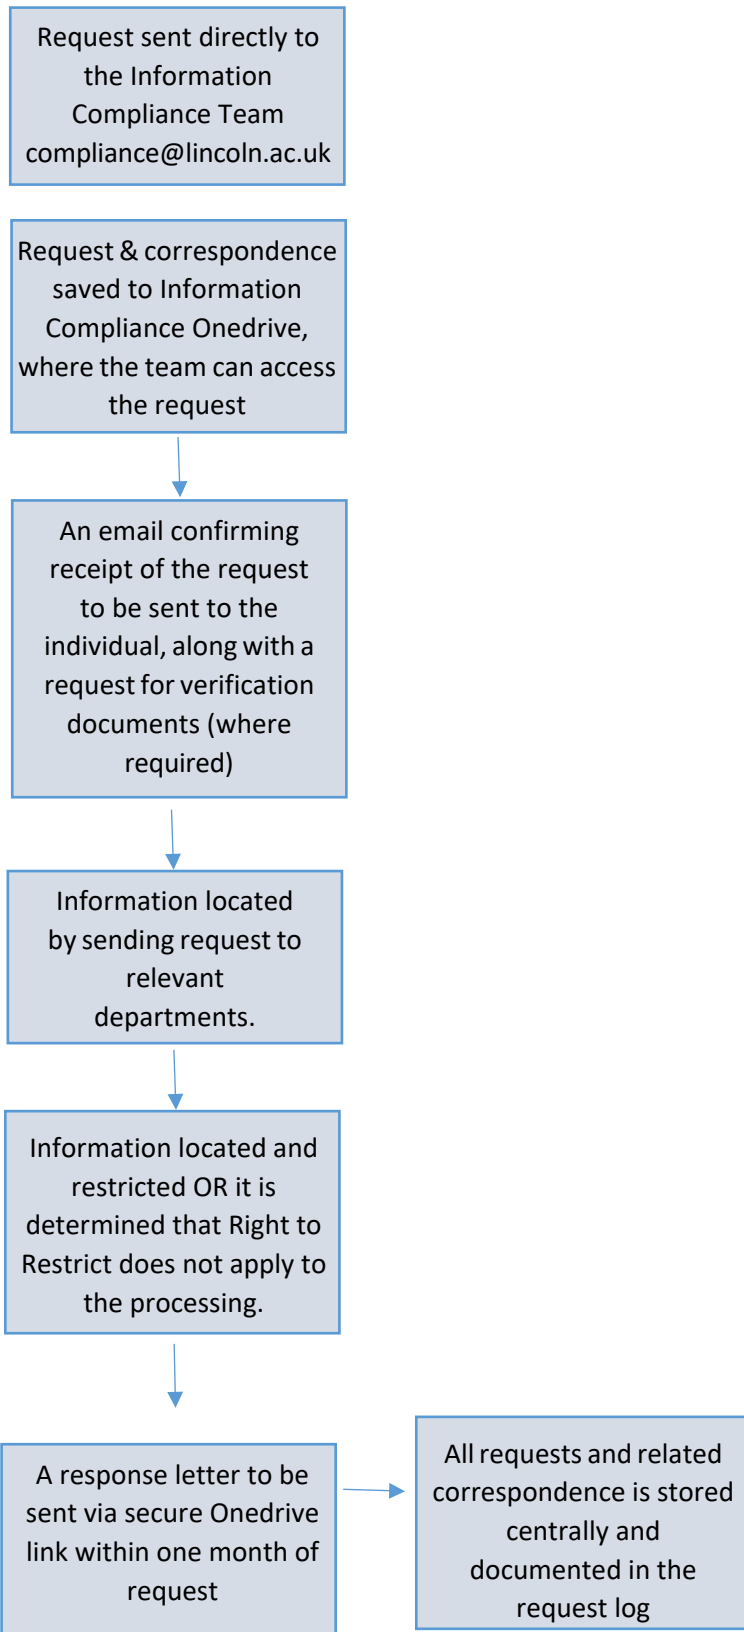 Request sent directly to
the Information
Compliance Team
compliance@lincoln.ac.uk
Request & correspondence
saved to Information
Compliance Onedrive,
where the team can access
the request
An email confirming
receipt of the request
to be sent to the
individual, along with a
request for verification
documents (where
required)
Information located
by sending request to
relevant
departments.
Information located and
restricted OR it is
determined that Right to
Restrict does not apply to
the processing.
A response letter to be
sent via secure Onedrive
link within one month of
request
All requests and related
correspondence is stored
centrally and
documented in the
request log